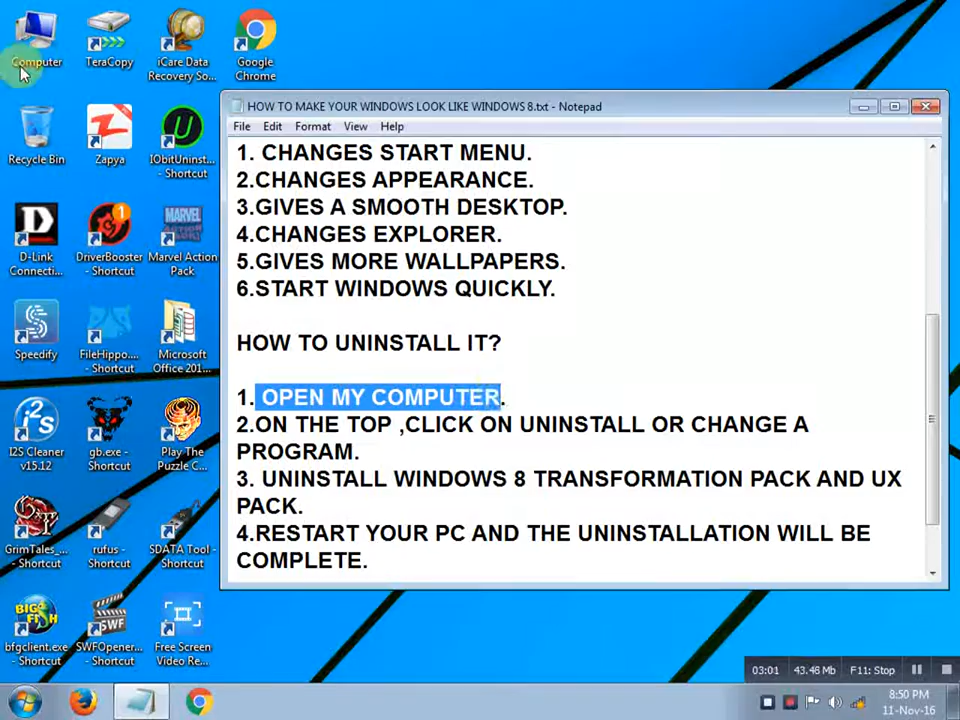 Computer
TeraCopy
iCare Data
Recovery So...
Google
Chrome
Recycle Bin
Zapya
IObitUninst...
- Shortcut
D-Link
Connecti...
1
DriverBooster
- Shortcut
MARVEL
Marvel Action
Pack
Speedify
FileHippo....
- Shortcut
Microsoft
Office 201...
I2S Cleaner
v15.12
gb.exe -
Shortcut
Play The
Puzzle C...
GrimTales_...
- Shortcut
rufus -
Shortcut
SDATA Tool -
Shortcut
BIG FISH
bfgclient.exe
- Shortcut
SWF
SWFOpener...
- Shortcut
Free Screen
Video Re...
HOW TO MAKE YOUR WINDOWS LOOK LIKE WINDOWS 8.txt - Notepad
File Edit Format View Help
1. CHANGES START MENU.
2.CHANGES APPEARANCE.
3.GIVES A SMOOTH DESKTOP.
4.CHANGES EXPLORER.
5.GIVES MORE WALLPAPERS.
6.START WINDOWS QUICKLY.
HOW TO UNINSTALL IT?
1. OPEN MY COMPUTER.
2.ON THE TOP ,CLICK ON UNINSTALL OR CHANGE A
PROGRAM.
3. UNINSTALL WINDOWS 8 TRANSFORMATION PACK AND UX
PACK.
4.RESTART YOUR PC AND THE UNINSTALLATION WILL BE
COMPLETE.
03:01 43.46 Mb F11: Stop
8:50 PM
11-Nov-16